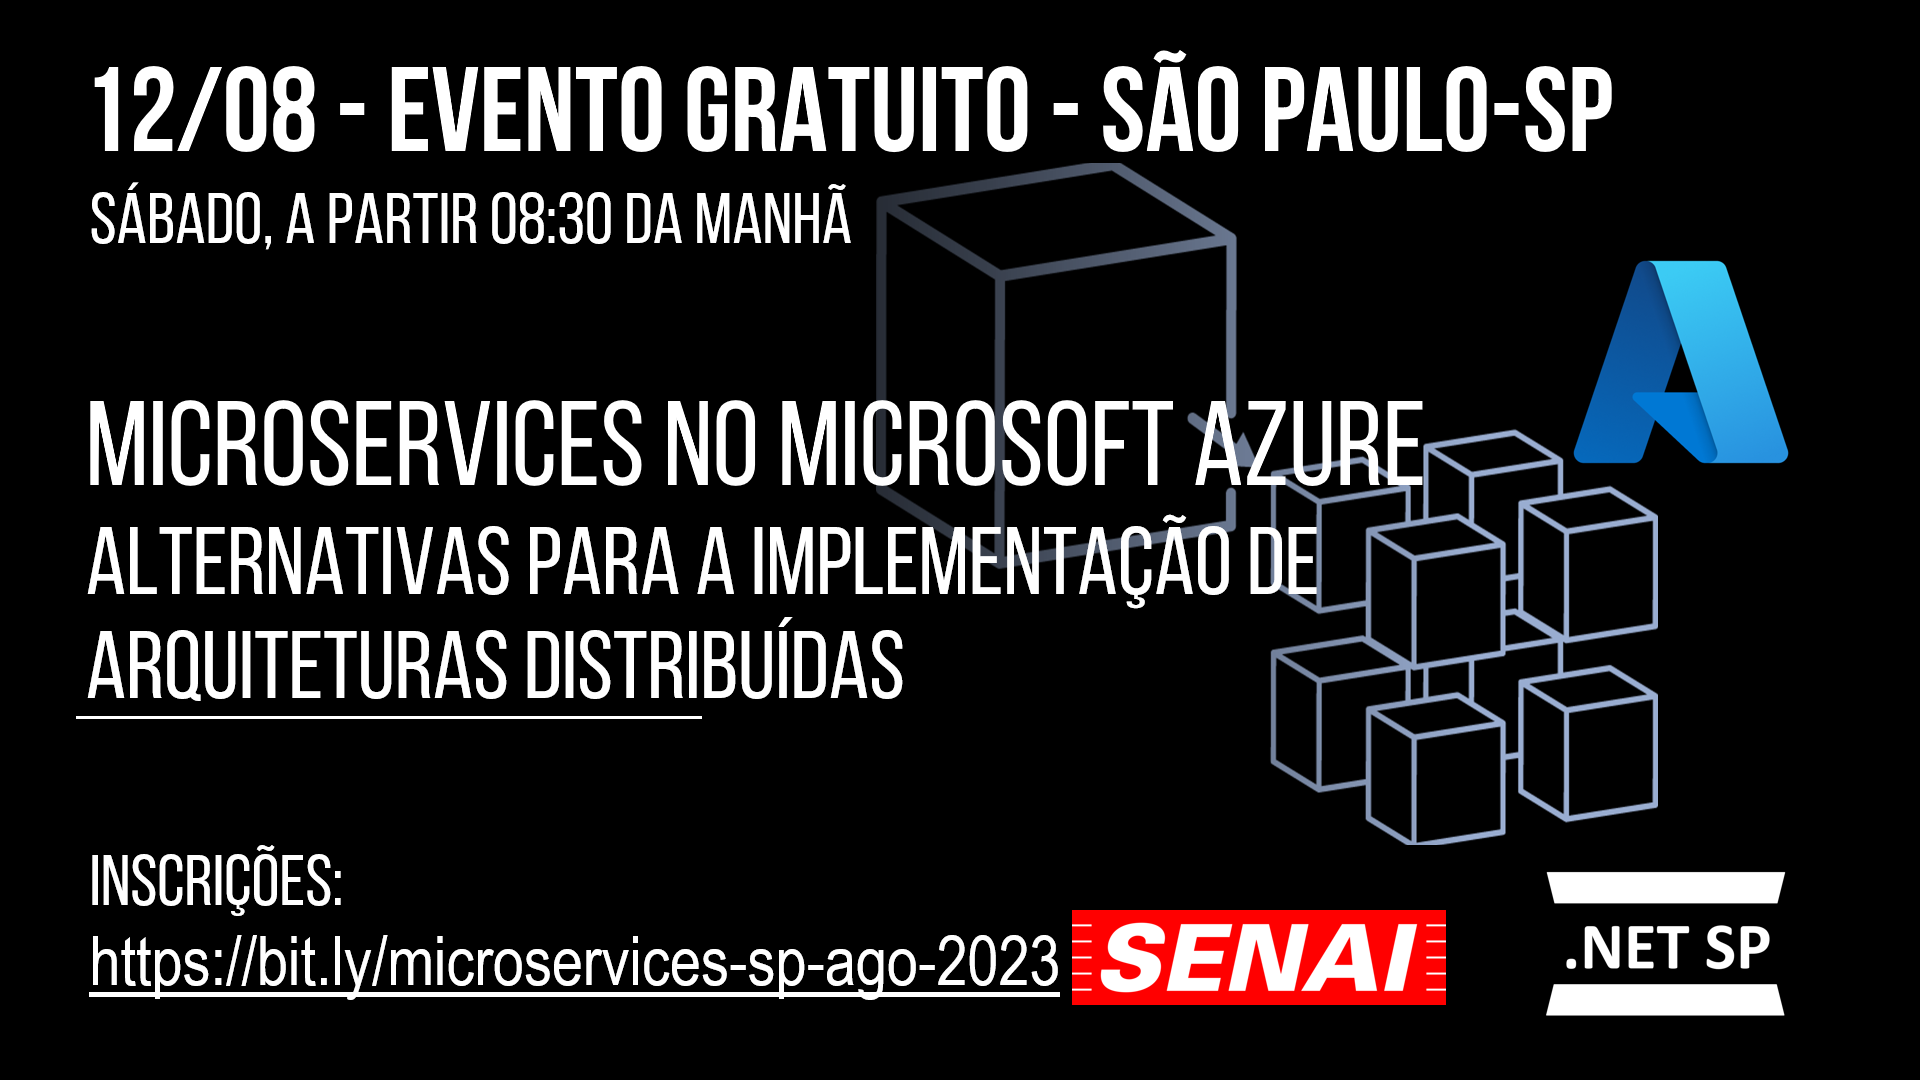 12/08 - EVENTO GRATUITO - SÃO PAULO-SP
SÁBADO, A PARTIR 08:30 DA MANHÃ
MICROSERVICES NO MICROSOFT AZURE
ALTERNATIVAS PARA A IMPLEMENTAÇÃO DE
ARQUITETURAS DISTRIBUÍDAS
INSCRIÇÕES:
https://bit.ly/microservices-sp-ago-2023
SENAI
.NET SP